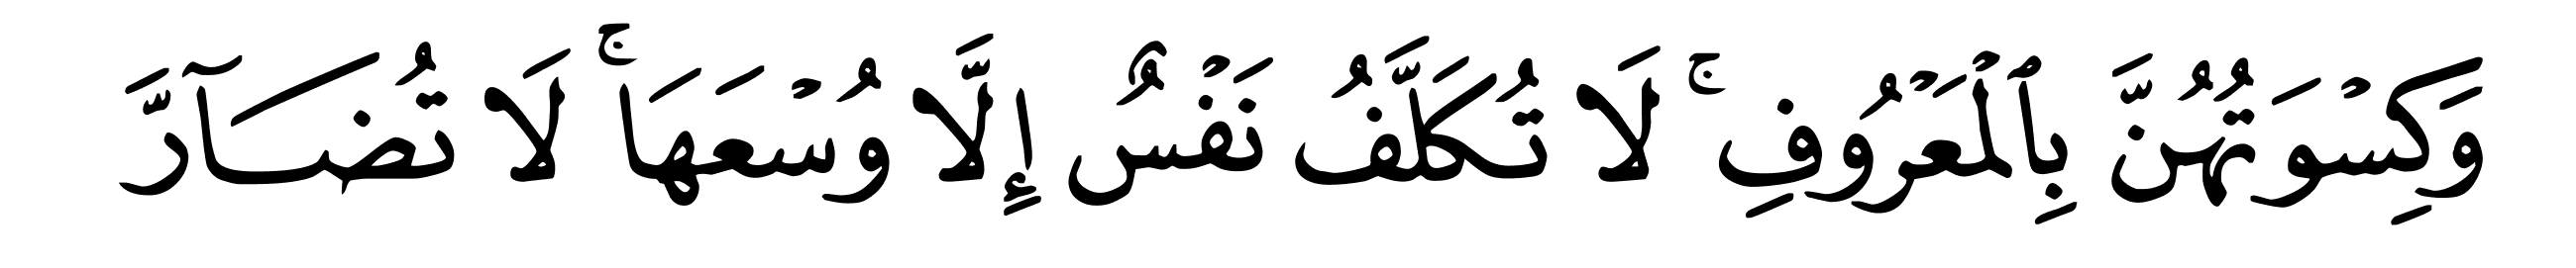 وَكِسْوَتُهُنَّ بِٱلْمَعْرُوفِ ۚ لَا تُكَلَّفُ نَفْسٌ إِلَّا وُسْعَهَا ۚ لَا تُضَآرَّ